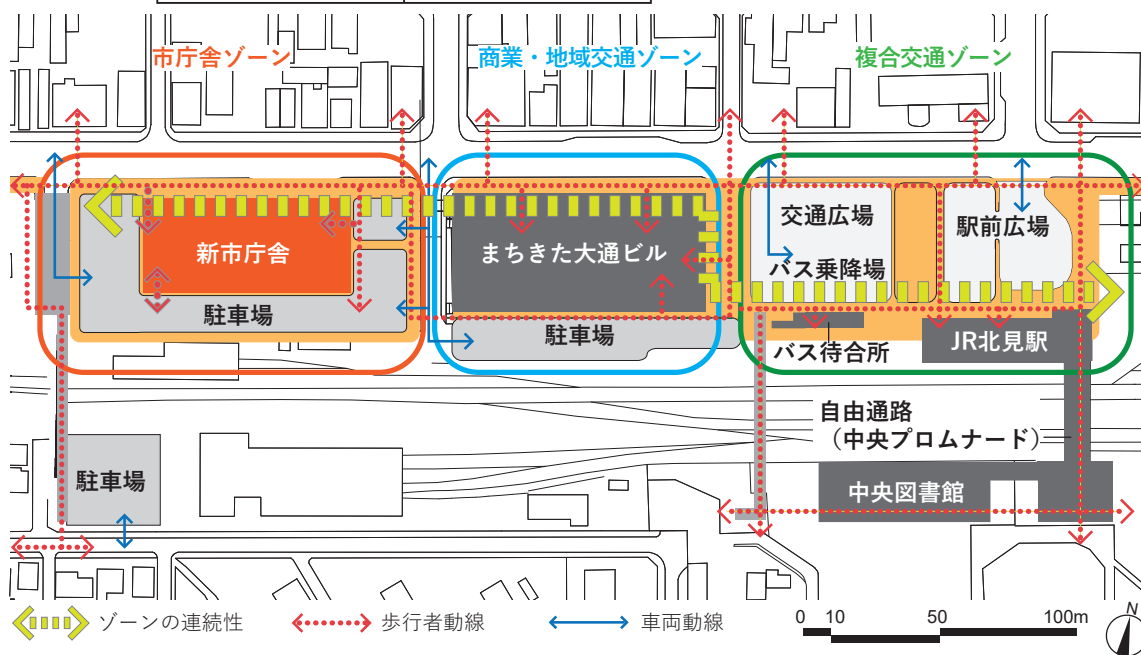 市庁舎ゾーン
商業・地域交通ゾーン
複合交通ゾーン
新市庁舎
駐車場
まちきた大通ビル
駐車場
交通広場
バス乗降場
駅前広場
バス待合所
JR北見駅
自由通路
（中央プロムナード）
駐車場
中央図書館
ゾーンの連続性
歩行者動線
車両動線
0 10 50 100m
N